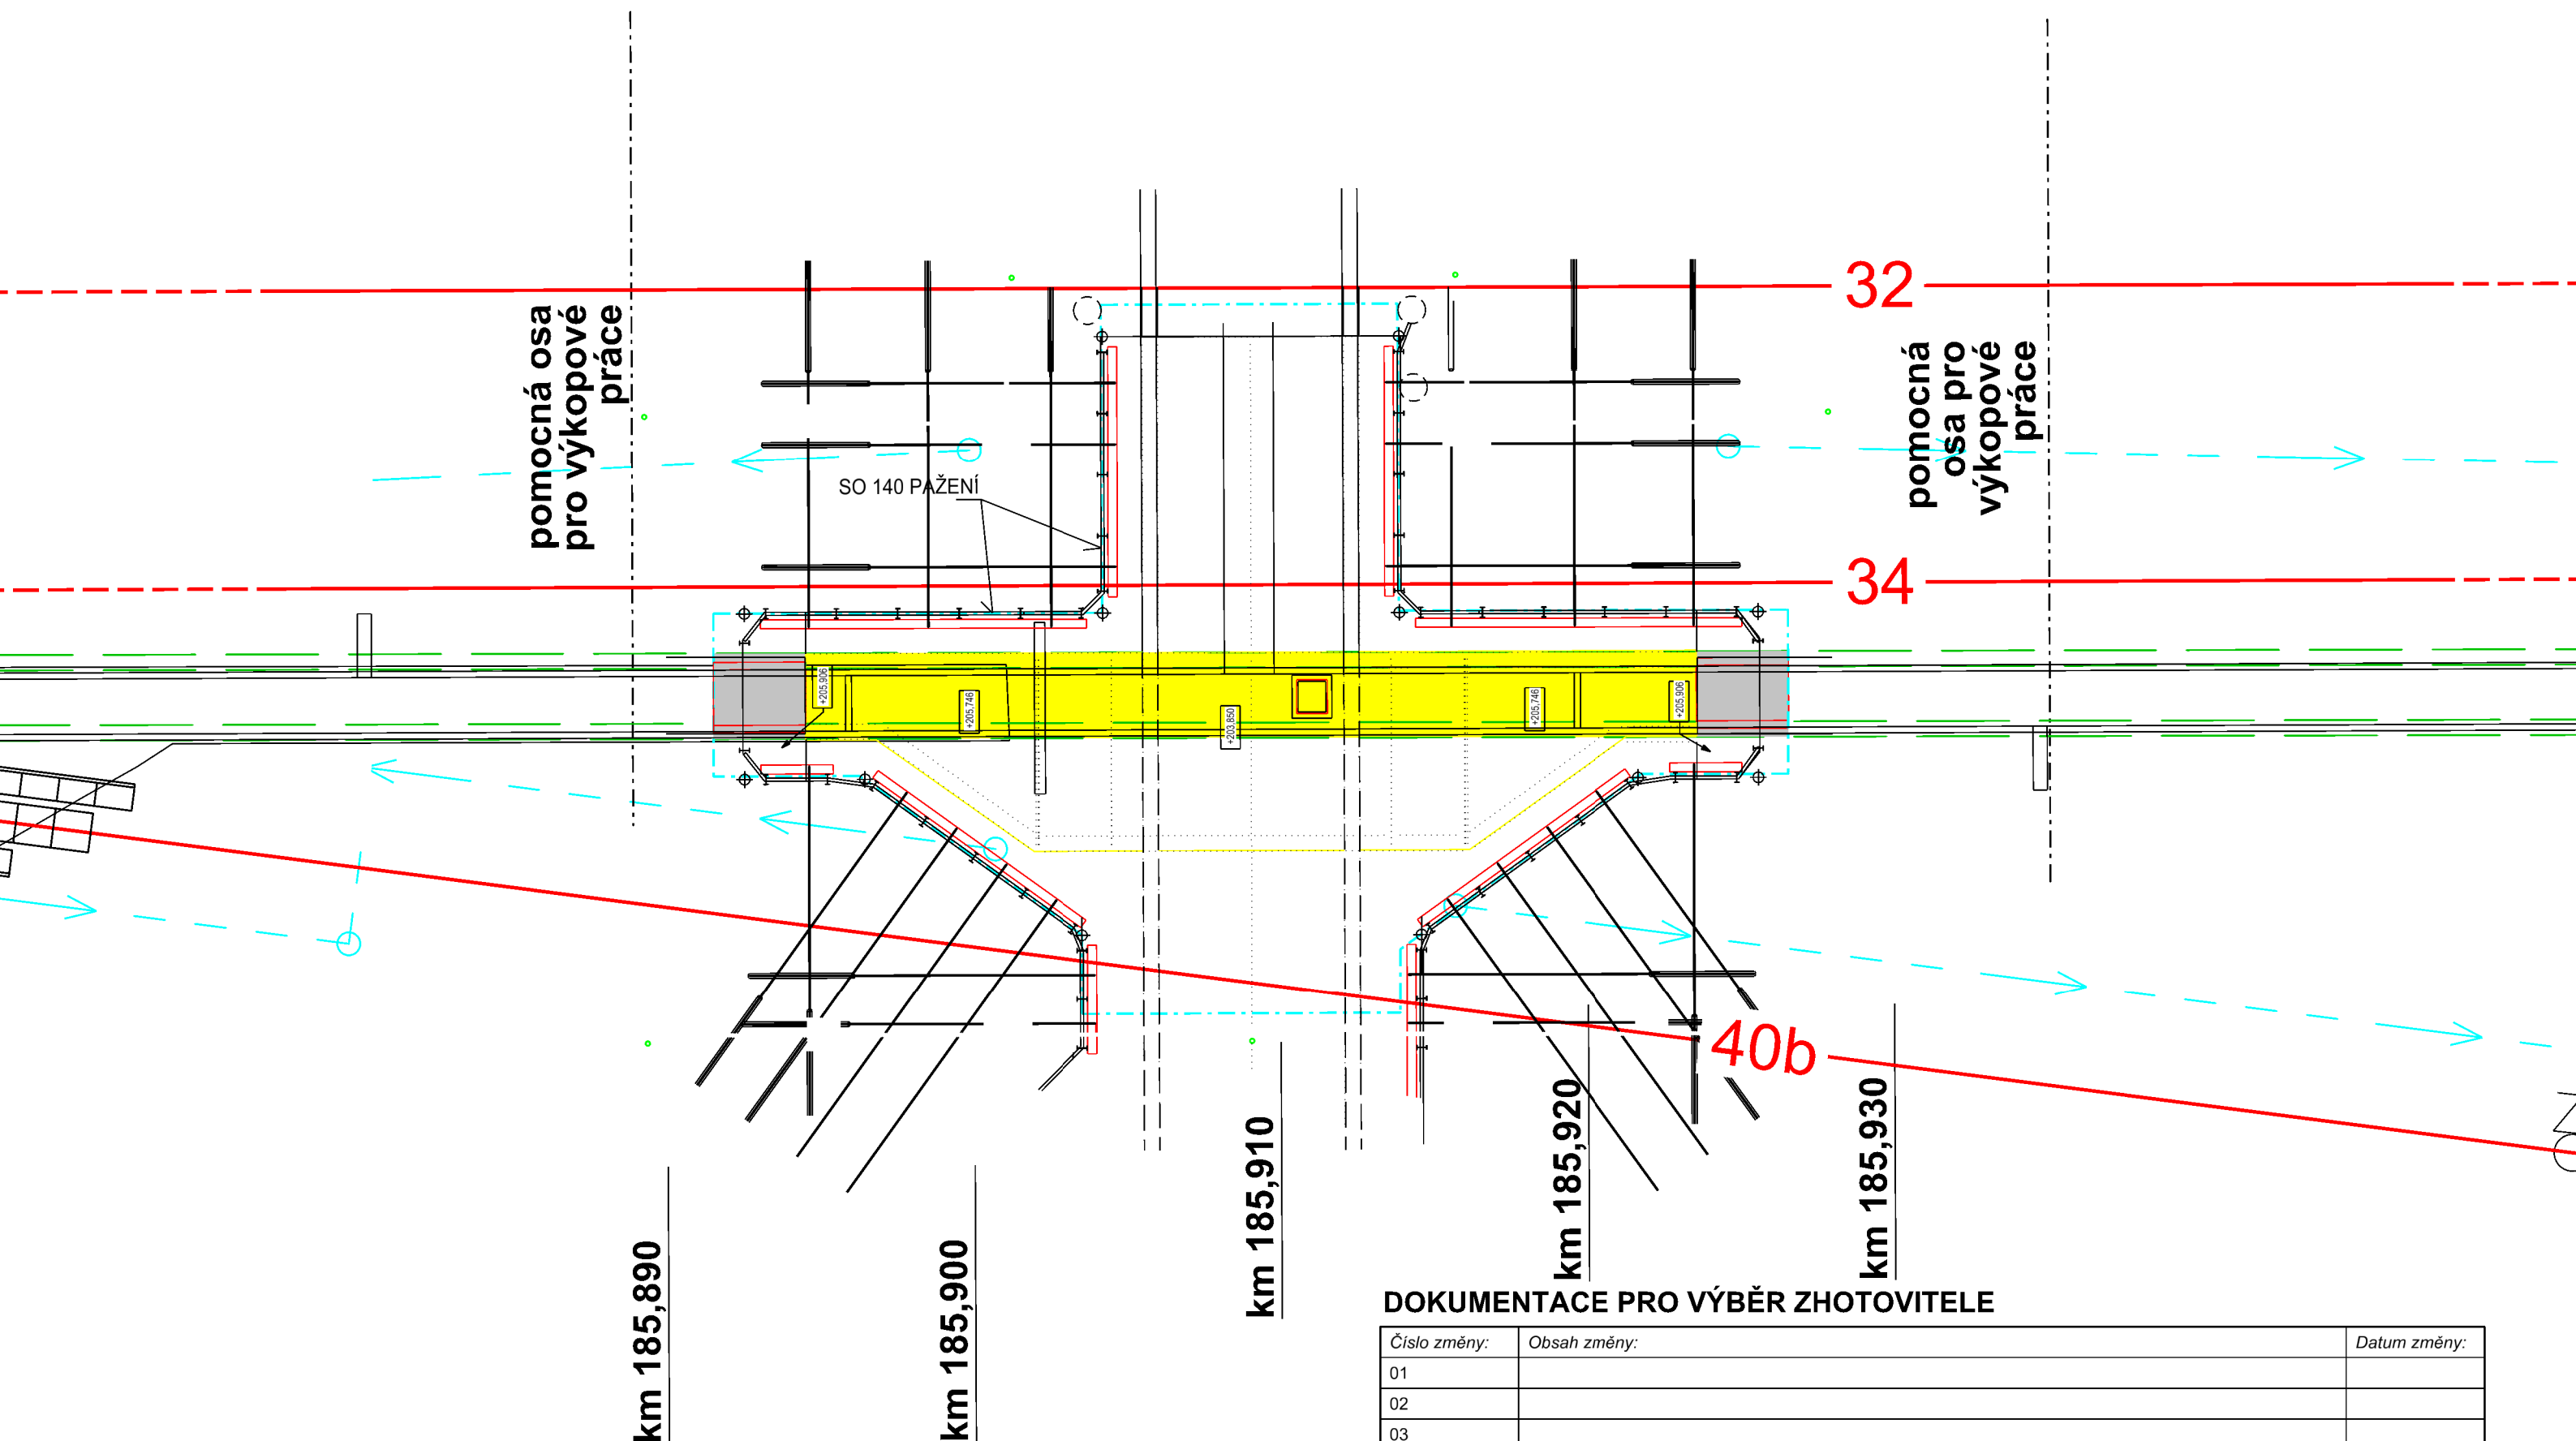 32
pomocná osa
pro výkopové
práce
pomocná
osa pro
výkopové
práce
SO 140 PAŽENÍ
34
+205,906
+205,746
+203,850
+205,746
+205,906
40b
km 185,890
km 185,900
km 185,910
km 185,920
km 185,930
DOKUMENTACE PRO VÝBĚR ZHOTOVITELE
Číslo změny: Obsah změny: Datum změny:
01
02
03